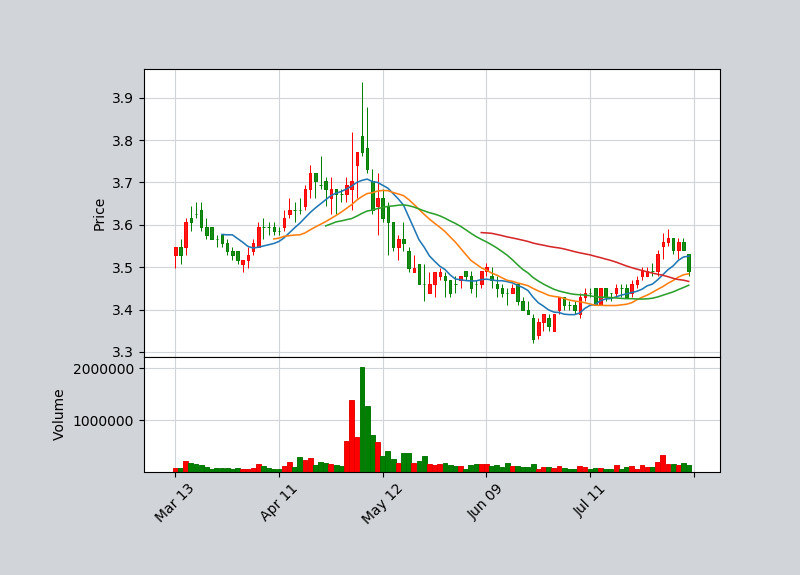 3.9
3.8
3.7
3.6
3.5
3.4
3.3
Price
2000000
1000000
Volume
Mar 13
Apr 11
May 12
Jun 09
Jul 11